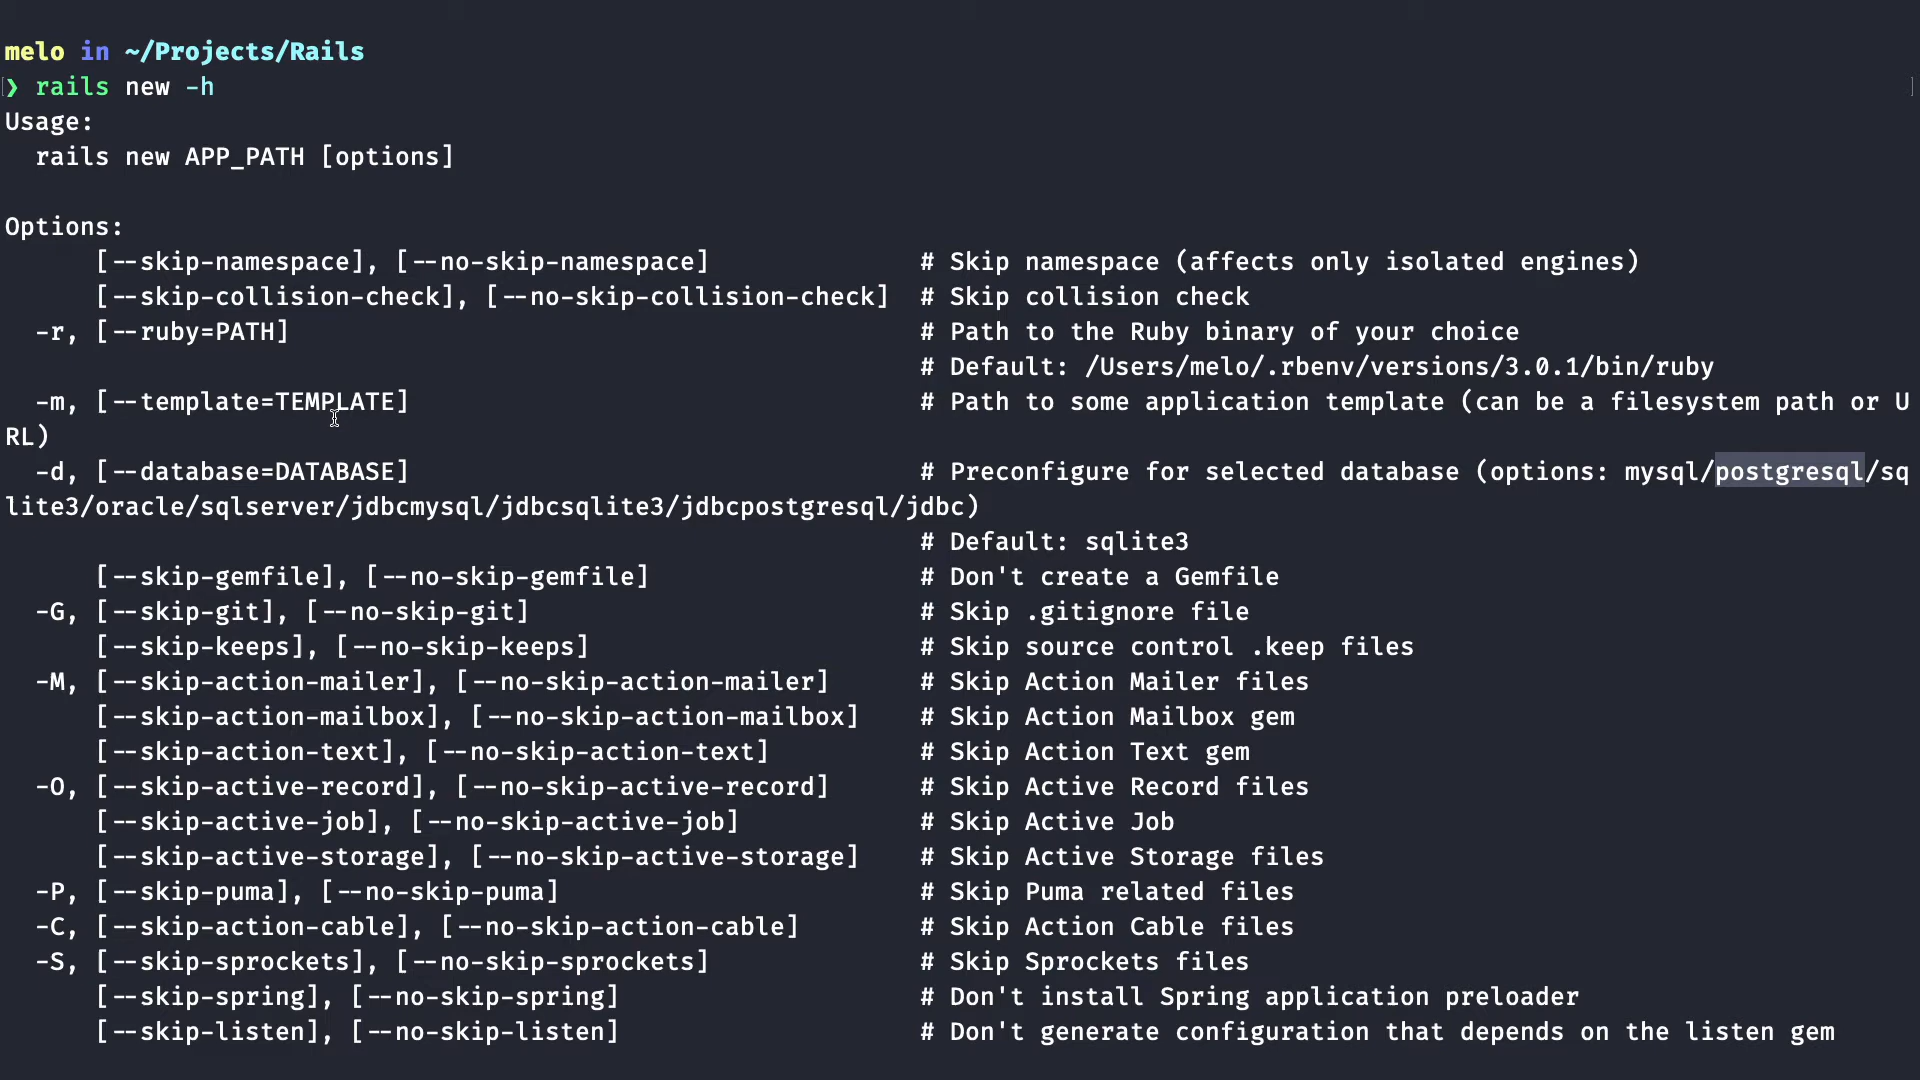 melo in ~/Projects/Rails
❯ rails new -h
Usage:
  rails new APP_PATH [options]

Options:
      [--skip-namespace], [--no-skip-namespace]              # Skip namespace (affects only isolated engines)
      [--skip-collision-check], [--no-skip-collision-check]  # Skip collision check
  -r, [--ruby=PATH]                                          # Path to the Ruby binary of your choice
                                                             # Default: /Users/melo/.rbenv/versions/3.0.1/bin/ruby
  -m, [--template=TEMPLATE]                                  # Path to some application template (can be a filesystem path or U
RL)
  -d, [--database=DATABASE]                                  # Preconfigure for selected database (options: mysql/postgresql/sq
lite3/oracle/sqlserver/jdbcmysql/jdbcsqlite3/jdbcpostgresql/jdbc)
                                                             # Default: sqlite3
      [--skip-gemfile], [--no-skip-gemfile]                  # Don't create a Gemfile
  -G, [--skip-git], [--no-skip-git]                          # Skip .gitignore file
      [--skip-keeps], [--no-skip-keeps]                      # Skip source control .keep files
  -M, [--skip-action-mailer], [--no-skip-action-mailer]      # Skip Action Mailer files
      [--skip-action-mailbox], [--no-skip-action-mailbox]    # Skip Action Mailbox gem
      [--skip-action-text], [--no-skip-action-text]          # Skip Action Text gem
  -O, [--skip-active-record], [--no-skip-active-record]      # Skip Active Record files
      [--skip-active-job], [--no-skip-active-job]            # Skip Active Job
      [--skip-active-storage], [--no-skip-active-storage]    # Skip Active Storage files
  -P, [--skip-puma], [--no-skip-puma]                        # Skip Puma related files
  -C, [--skip-action-cable], [--no-skip-action-cable]        # Skip Action Cable files
  -S, [--skip-sprockets], [--no-skip-sprockets]              # Skip Sprockets files
      [--skip-spring], [--no-skip-spring]                    # Don't install Spring application preloader
      [--skip-listen], [--no-skip-listen]                    # Don't generate configuration that depends on the listen gem